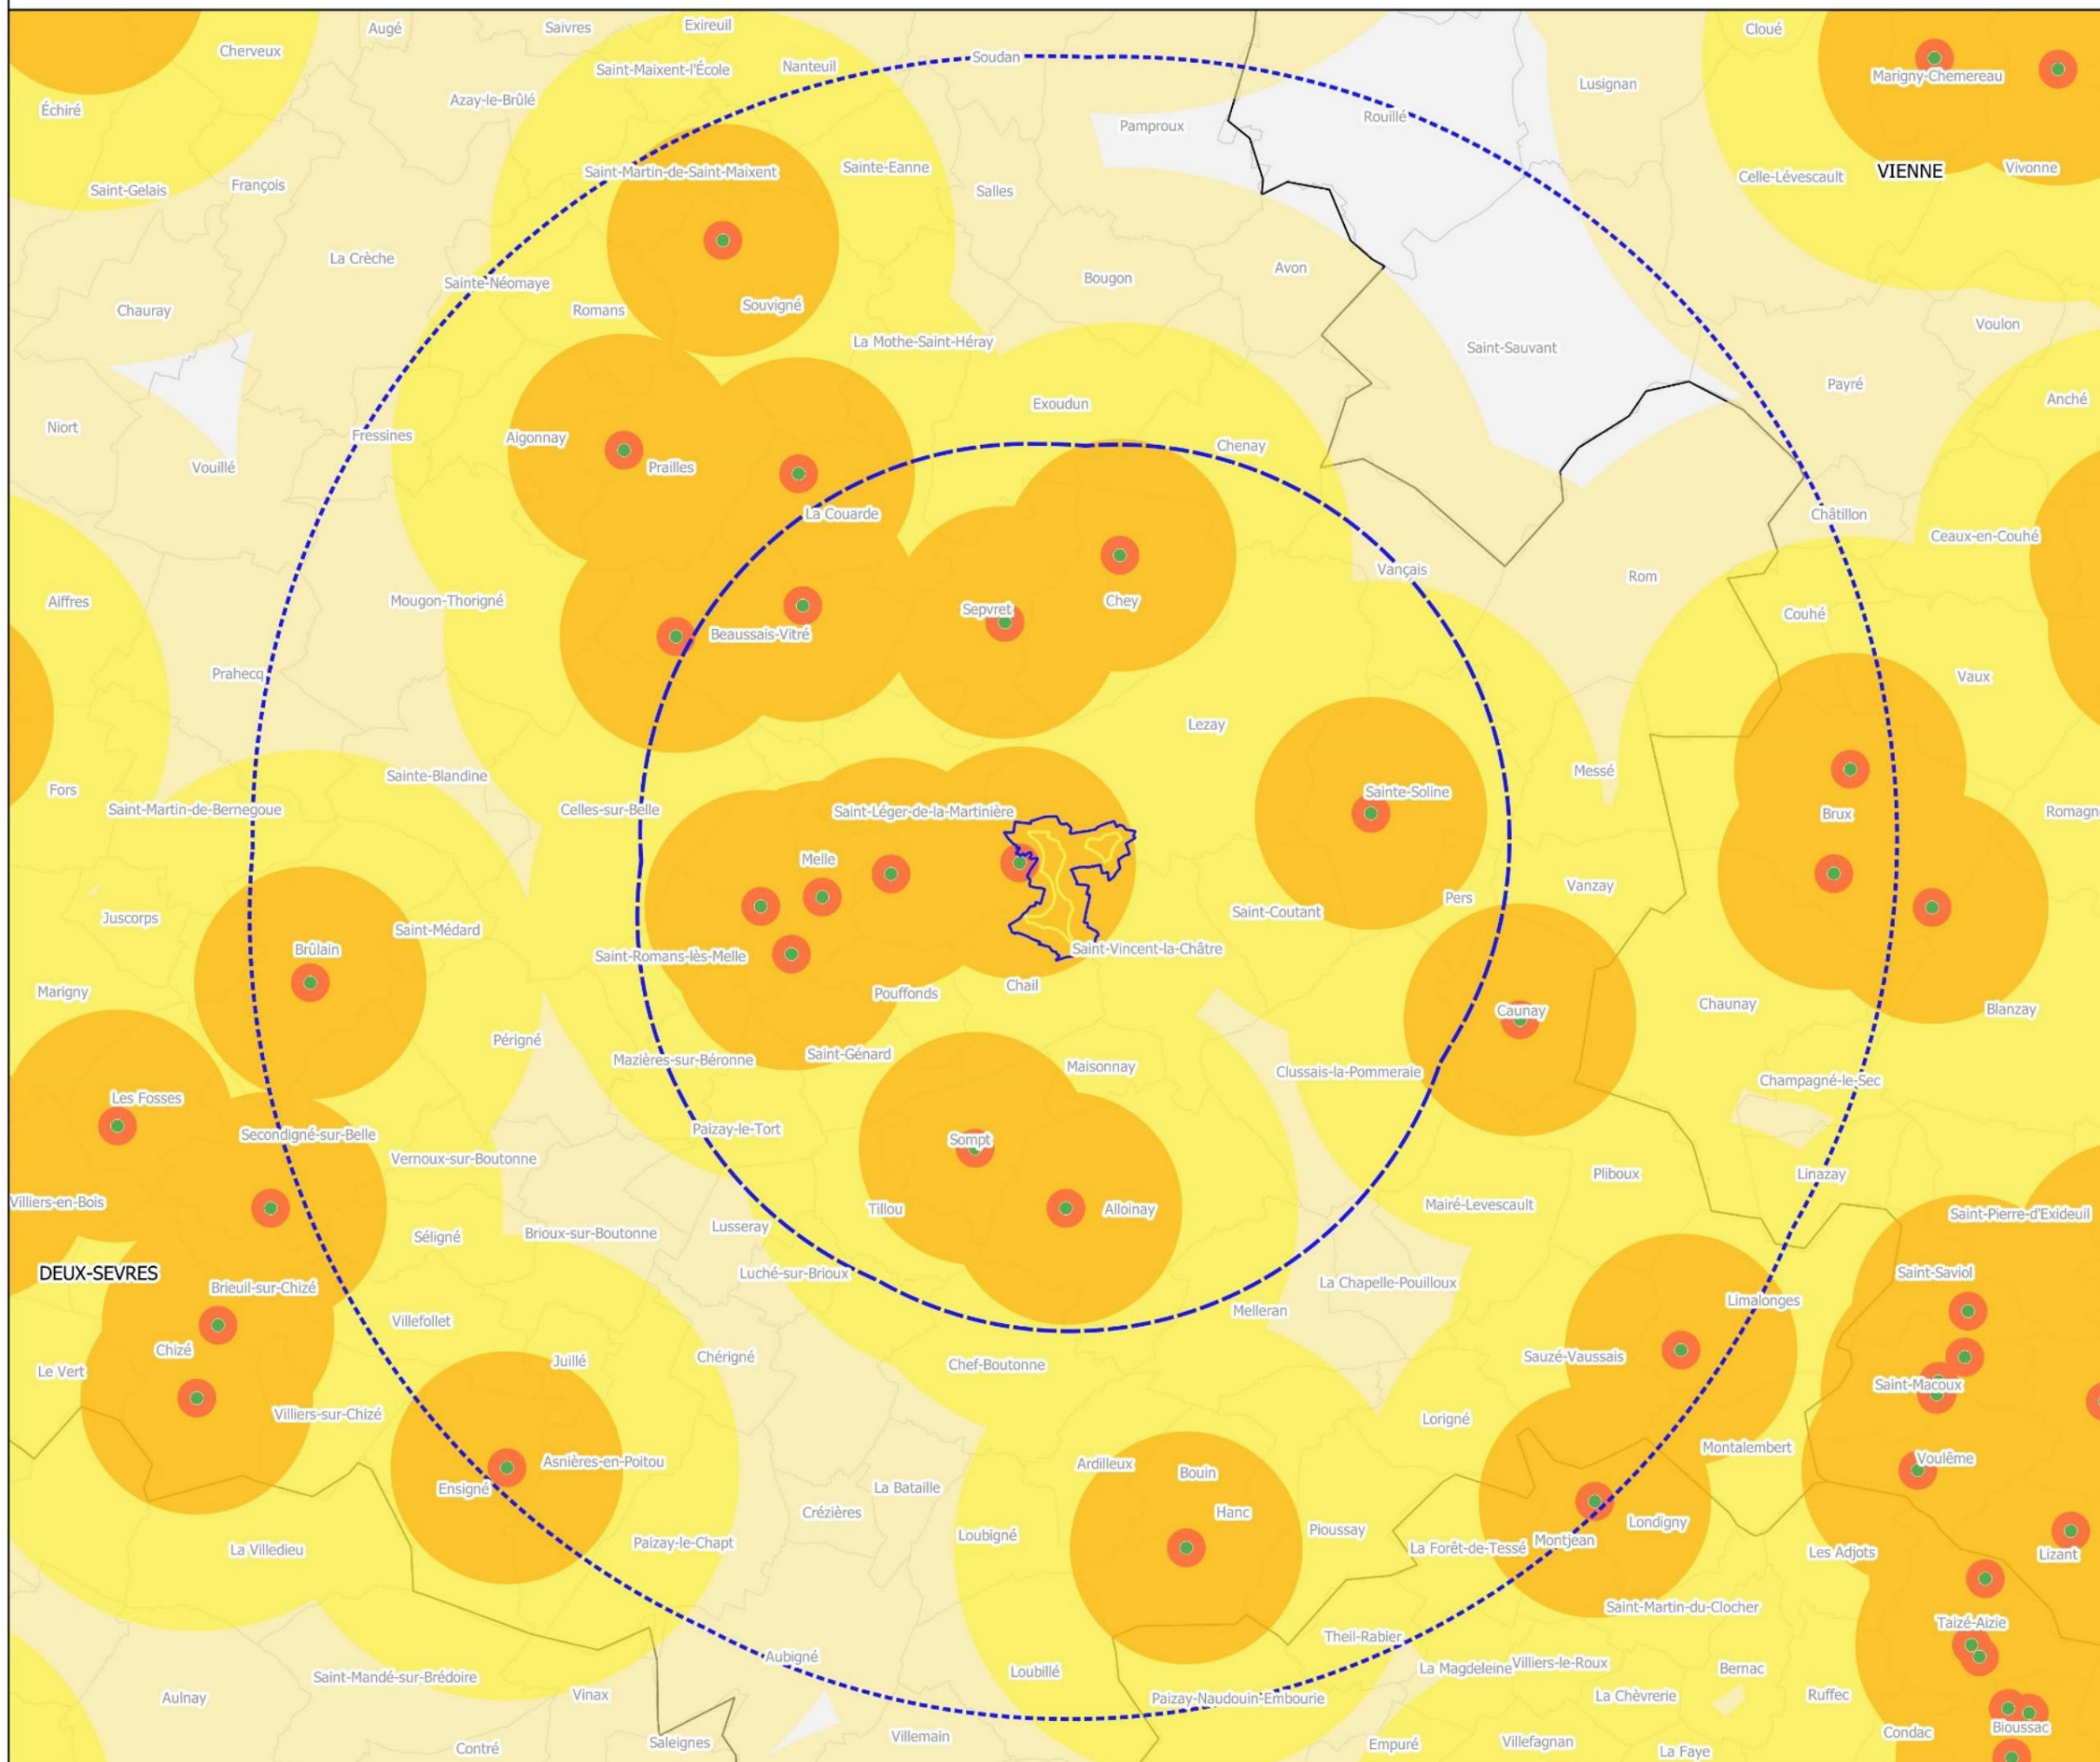 Augé
Saivres
Exireuil
Cloué
Cherveux
Saint-Maixent-l'École
Nanteuil
Soudan
Lusignan
Marigny-Chemereau
Échiré
Azay-le-Brûlé
Pamproux
Rouillé
Saint-Gelais
François
Saint-Martin-de-Saint-Maixent
Sainte-Eanne
Salles
Celle-Lévescault
VIENNE
Vivonne
La Crèche
Sainte-Néomaye
Bougon
Avon
Chauray
Romans
Souvigné
La Mothe-Saint-Héray
Saint-Sauvant
Voulon
Payré
Anché
Niort
Fressines
Aigonnay
Exoudun
Chenay
Vouillé
Prailles
La Couarde
Châtillon
Ceaux-en-Couhé
Aiffres
Mougon-Thorigné
Beaussais-Vitré
Sepvret
Chey
Vançais
Rom
Couhé
Prahecq
Vaux
Lezay
Fors
Sainte-Blandine
Messé
Saint-Martin-de-Bernegoue
Celles-sur-Belle
Saint-Léger-de-la-Martinière
Sainte-Soline
Brux
Romagn
Melle
Vanzay
Juscorps
Saint-Médard
Saint-Coutant
Pers
Brûlain
Saint-Romans-lès-Melle
Saint-Vincent-la-Châtre
Marigny
Pouffonds
Chail
Caunay
Chaunay
Blanzay
Périgné
Mazières-sur-Béronne
Saint-Génard
Maisonnay
Clussais-la-Pommeraie
Champagné-le-Sec
Les Fosses
Secondigné-sur-Belle
Paizay-le-Tort
Sompt
Vernoux-sur-Boutonne
Pliboux
Linazay
Villiers-en-Bois
Tillou
Alloinay
Mairé-Levescault
Saint-Pierre-d'Exideuil
Séligné
Brioux-sur-Boutonne
Lusseray
DEUX-SEVRES
Luché-sur-Brioux
La Chapelle-Pouilloux
Saint-Saviol
Brieuil-sur-Chizé
Villefollet
Melleran
Limalonges
Chizé
Le Vert
Juillé
Chérigné
Chef-Boutonne
Sauzé-Vaussais
Saint-Macoux
Villiers-sur-Chizé
Lorigné
Montalembert
Ensigné
Asnières-en-Poitou
La Bataille
Ardilleux
Bouin
Voulême
Crézières
Hanc
La Villedieu
Paizay-le-Chapt
Loubigné
Pioussay
La Forêt-de-Tessé
Montjean
Londigny
Les Adjots
Lizant
Saint-Martin-du-Clocher
Taizé-Aizie
Saint-Mandé-sur-Brédoire
Aubigné
Loubillé
Theil-Rabier
La Magdeleine
Villiers-le-Roux
Bernac
Aulnay
Vinax
Paizay-Naudouin-Embourie
La Chèvrerie
Ruffec
Contré
Saleignes
Villemain
Empuré
Villefagnan
La Faye
Condac
Bioussac